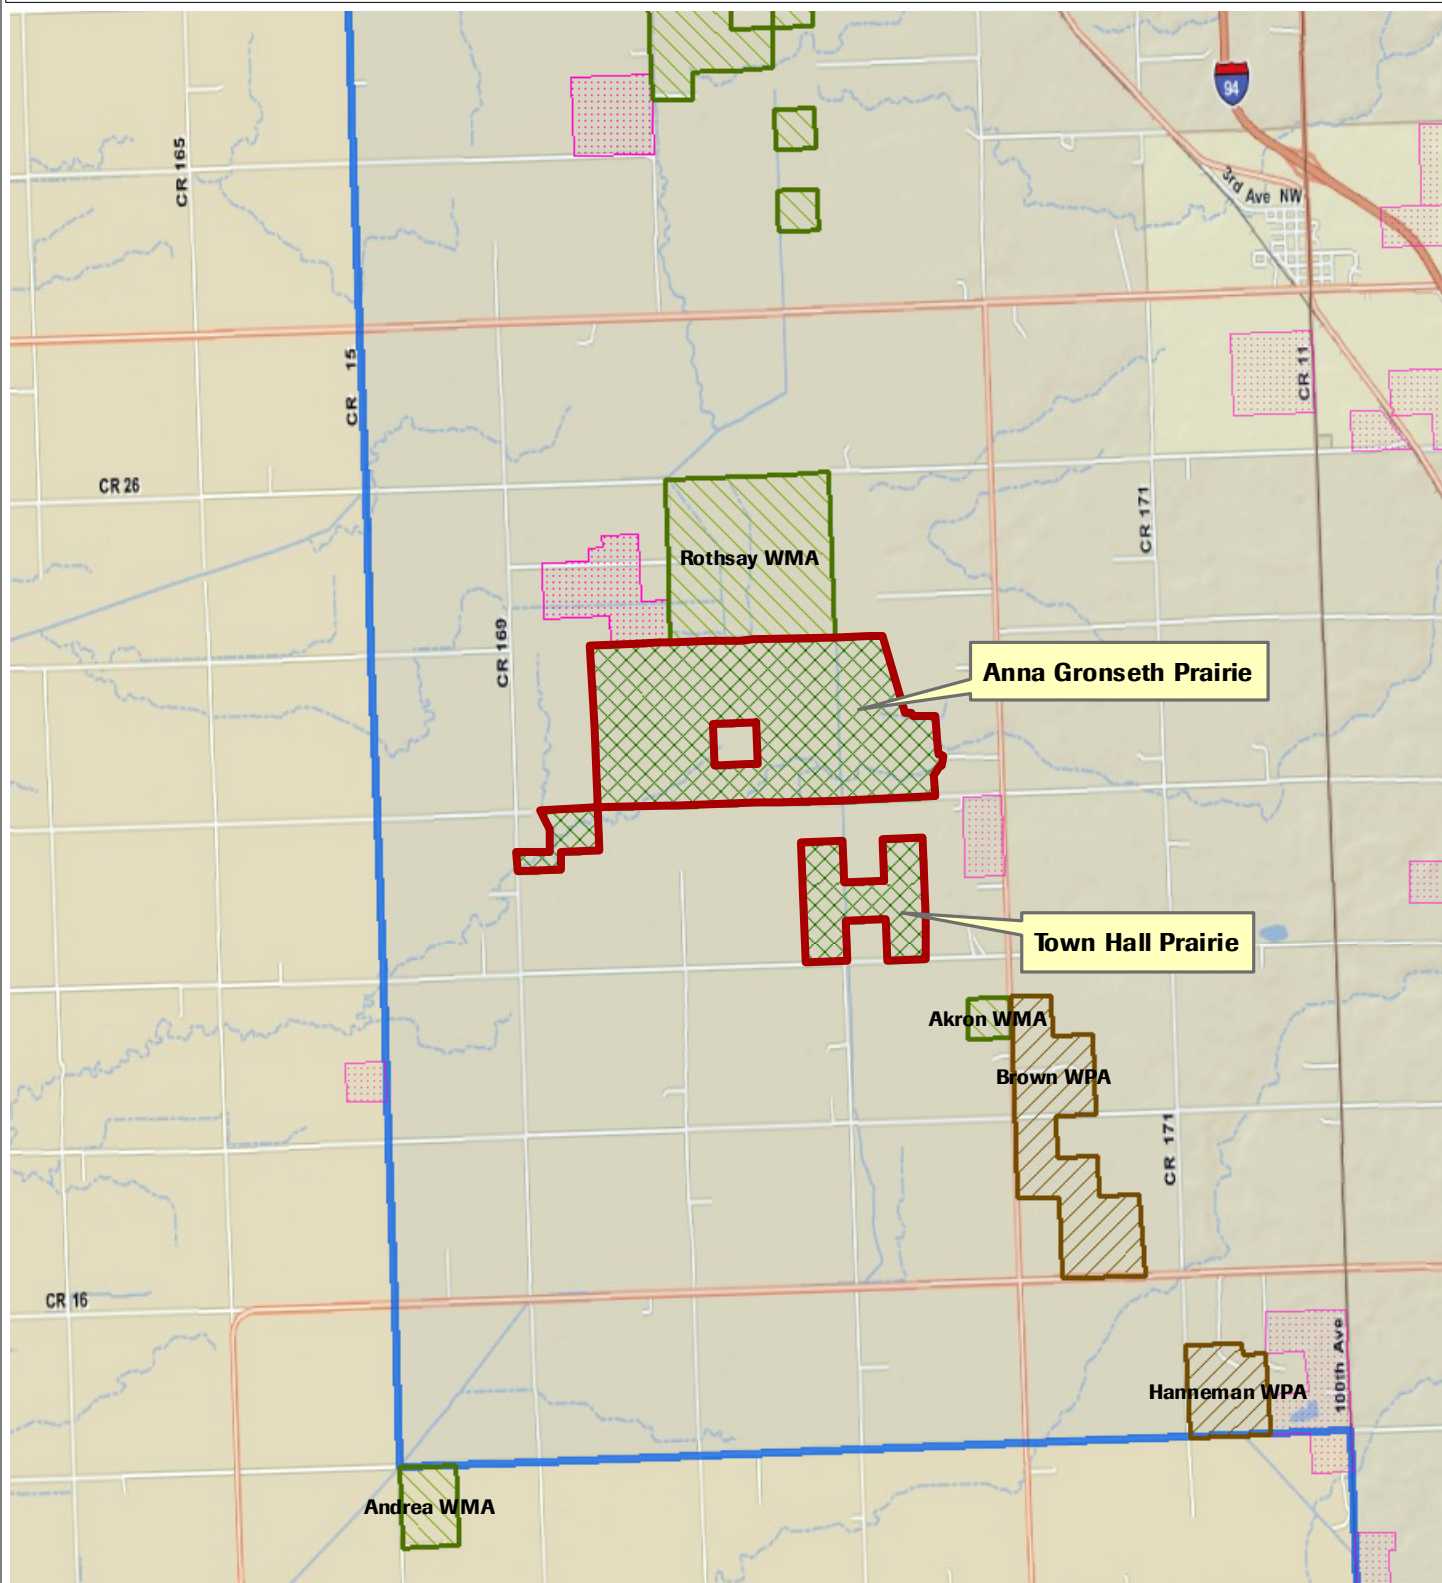 94
3rd Ave NW
CR 165
CR 15
CR 11
CR 26
CR 171
Rothsay WMA
CR 169
Anna Gronseth Prairie
Town Hall Prairie
Akron WMA
Brown WPA
CR 171
CR 16
100th Ave
Hanneman WPA
Andrea WMA